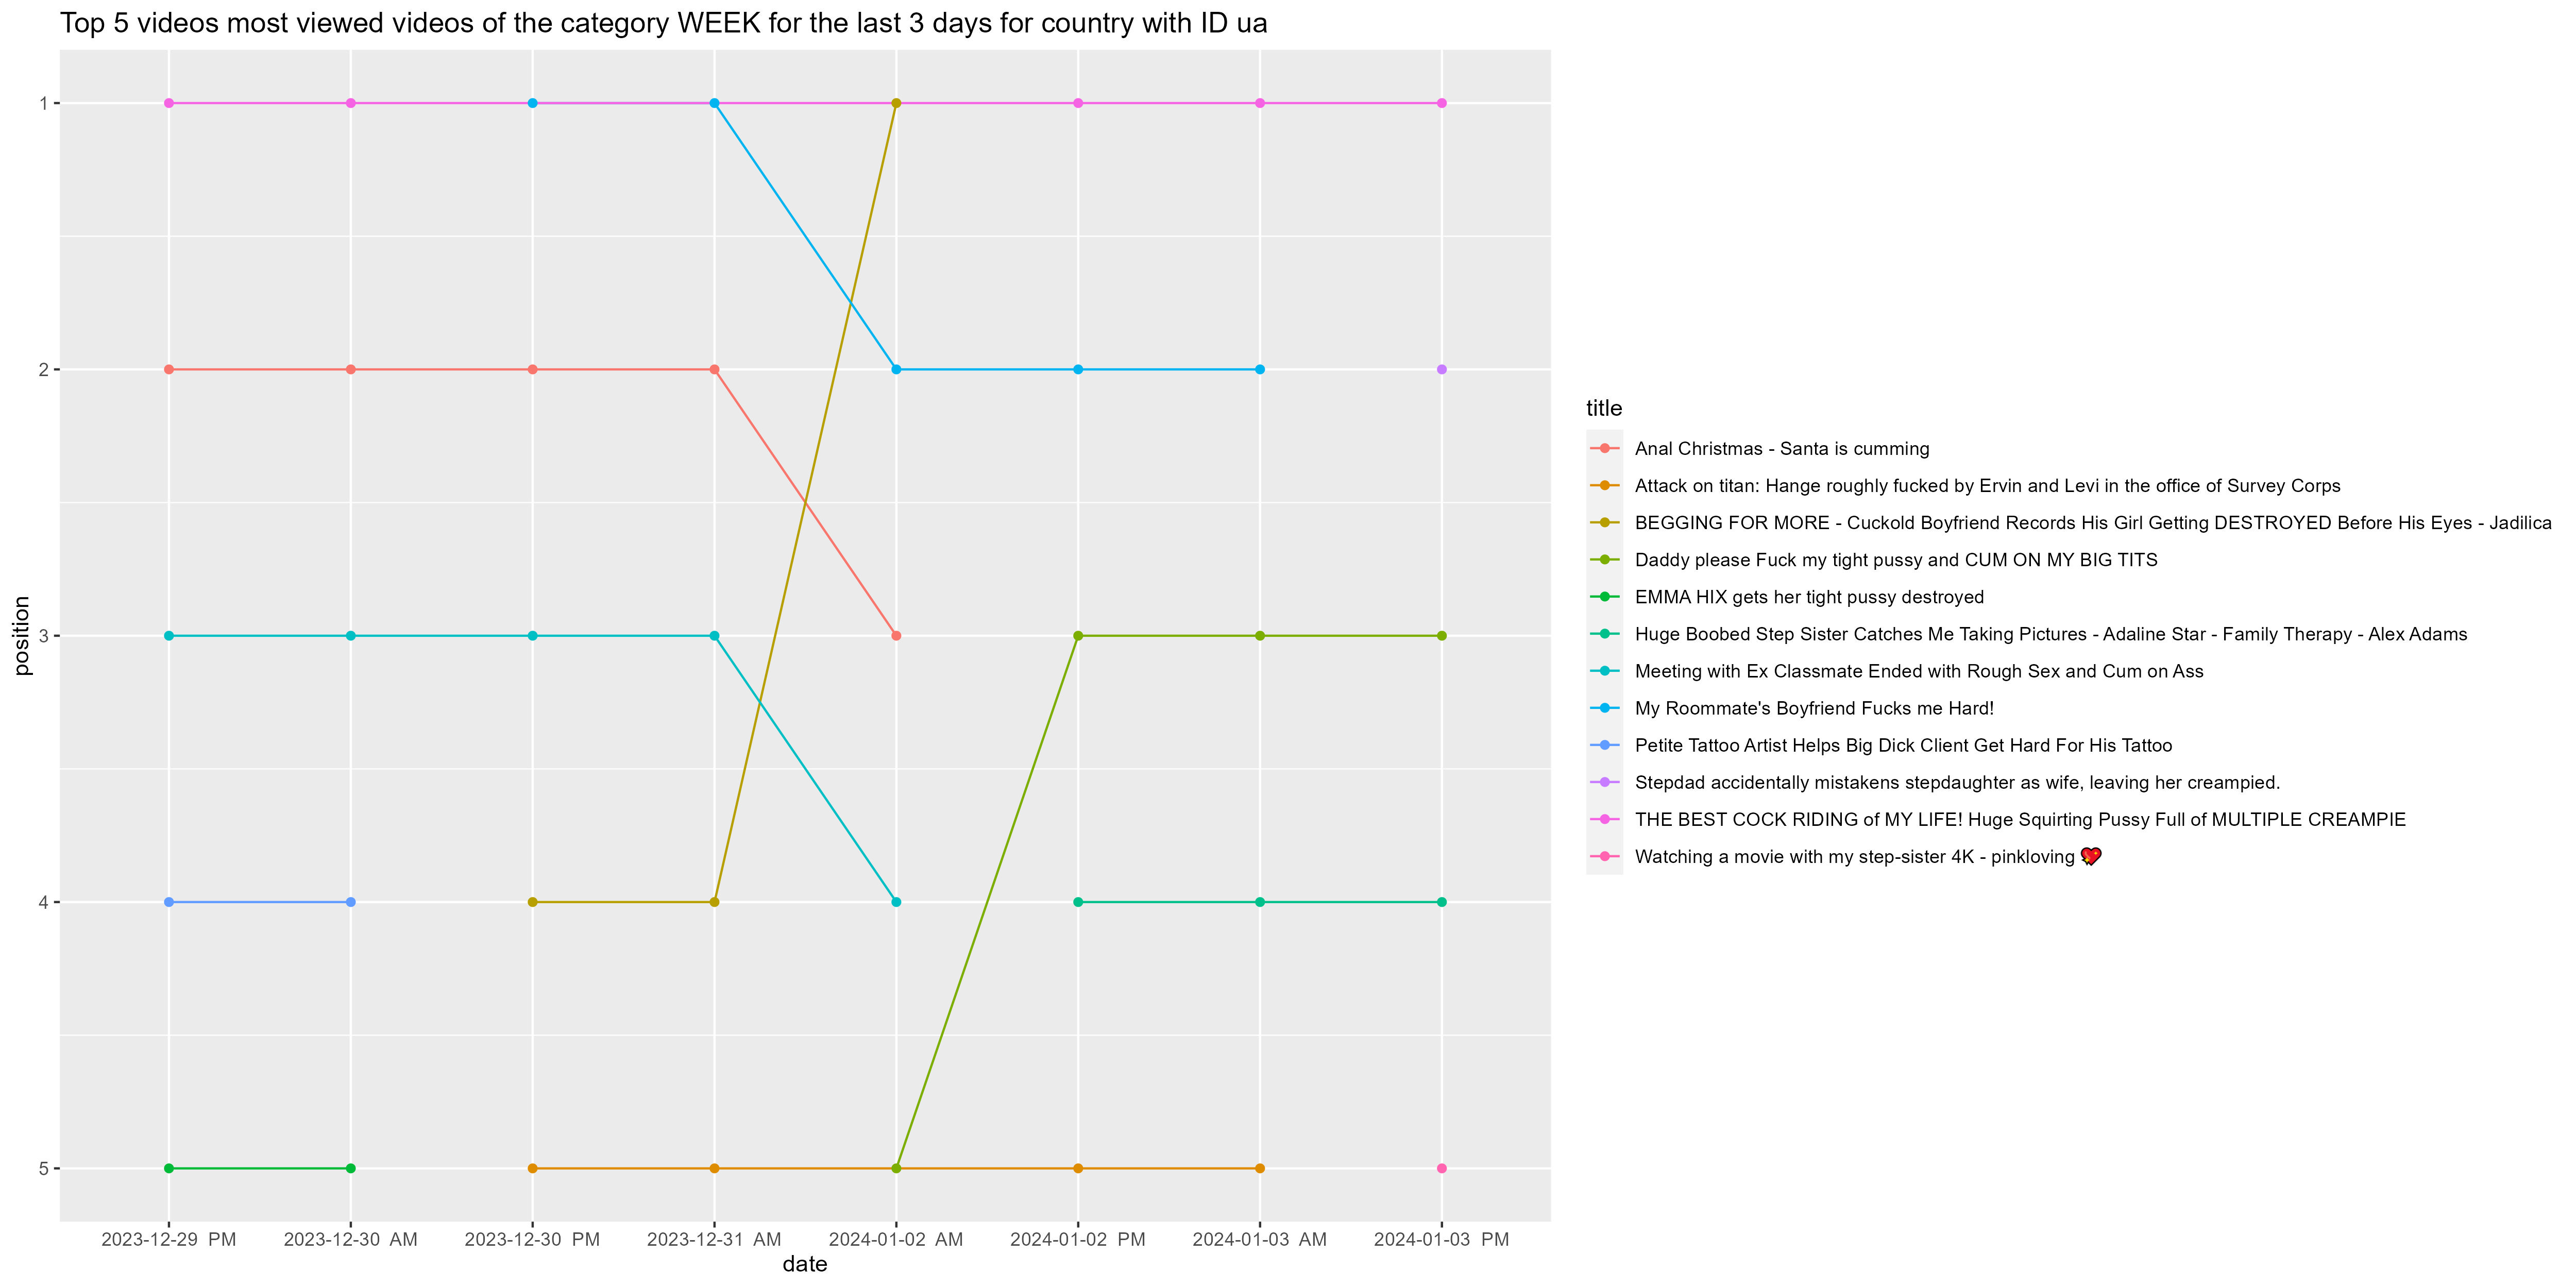 Top 5 videos most viewed videos of the category WEEK for the last 3 days for country with ID ua
position
1
2
3
4
5
2023-12-29 PM
2023-12-30 AM
2023-12-30 PM
2023-12-31 AM
2024-01-02 AM
2024-01-02 PM
2024-01-03 AM
2024-01-03 PM
date
title
Anal Christmas - Santa is cumming
Attack on titan: Hange roughly fucked by Ervin and Levi in the office of Survey Corps
BEGGING FOR MORE - Cuckold Boyfriend Records His Girl Getting DESTROYED Before His Eyes - Jadilica
Daddy please Fuck my tight pussy and CUM ON MY BIG TITS
EMMA HIX gets her tight pussy destroyed
Huge Boobed Step Sister Catches Me Taking Pictures - Adaline Star - Family Therapy - Alex Adams
Meeting with Ex Classmate Ended with Rough Sex and Cum on Ass
My Roommate's Boyfriend Fucks me Hard!
Petite Tattoo Artist Helps Big Dick Client Get Hard For His Tattoo
Stepdad accidentally mistakens stepdaughter as wife, leaving her creampied.
THE BEST COCK RIDING of MY LIFE! Huge Squirting Pussy Full of MULTIPLE CREAMPIE
Watching a movie with my step-sister 4K - pinkloving 💖